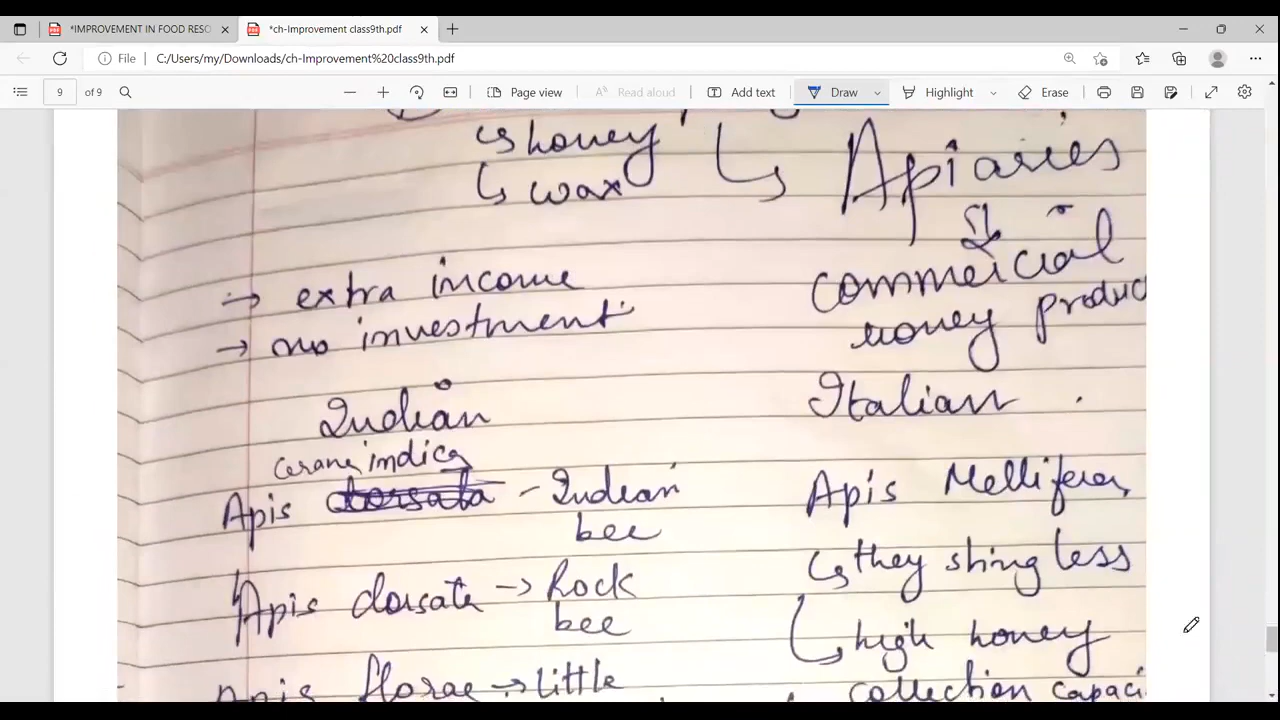 *IMPROVEMENT IN FOOD RESO
*ch-Improvement class9th.pdf
File C:/Users/my/Downloads/ch-Improvement%20class9th.pdf
9 of 9 Page view Read aloud Add text Draw Highlight Erase
honey
wax
Apiaries
→ extra income
→ no investment
commercial
honey produc
Indian
Italian
cerana indica
Apis dorsata - Indian
bee
Apis Mellifera
Apis dorsata → Rock
bee
they sting less
high honey
collection capaci
Apis florae → little